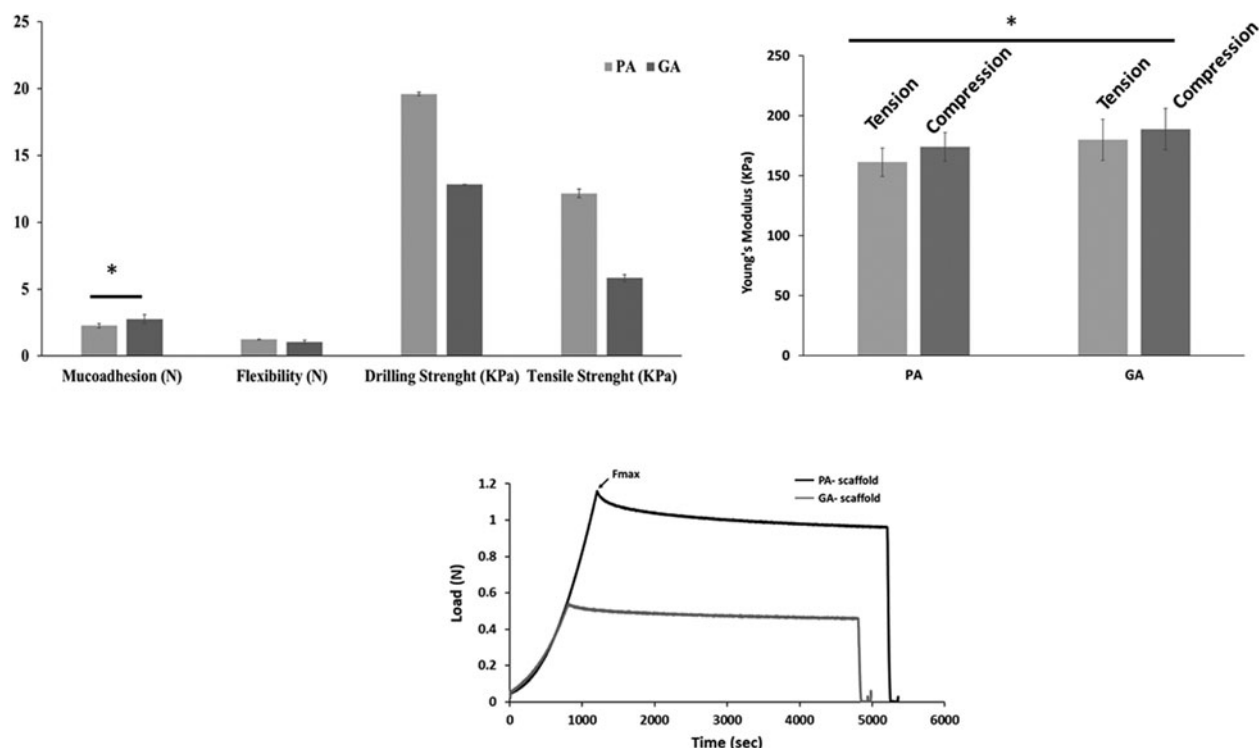 25
20
15
10
5
0
PA GA
*
Mucoadhesion (N) Flexibility (N) Drilling Strenght (KPa) Tensile Strenght (KPa)
*
250
200
150
100
50
0
Young's Modulus (KPa)
Tension Compression Tension Compression
PA GA
Fmax
PA- scaffold
GA- scaffold
1.2
1
0.8
0.6
0.4
0.2
0
Load (N)
0 1000 2000 3000 4000 5000 6000
Time (sec)